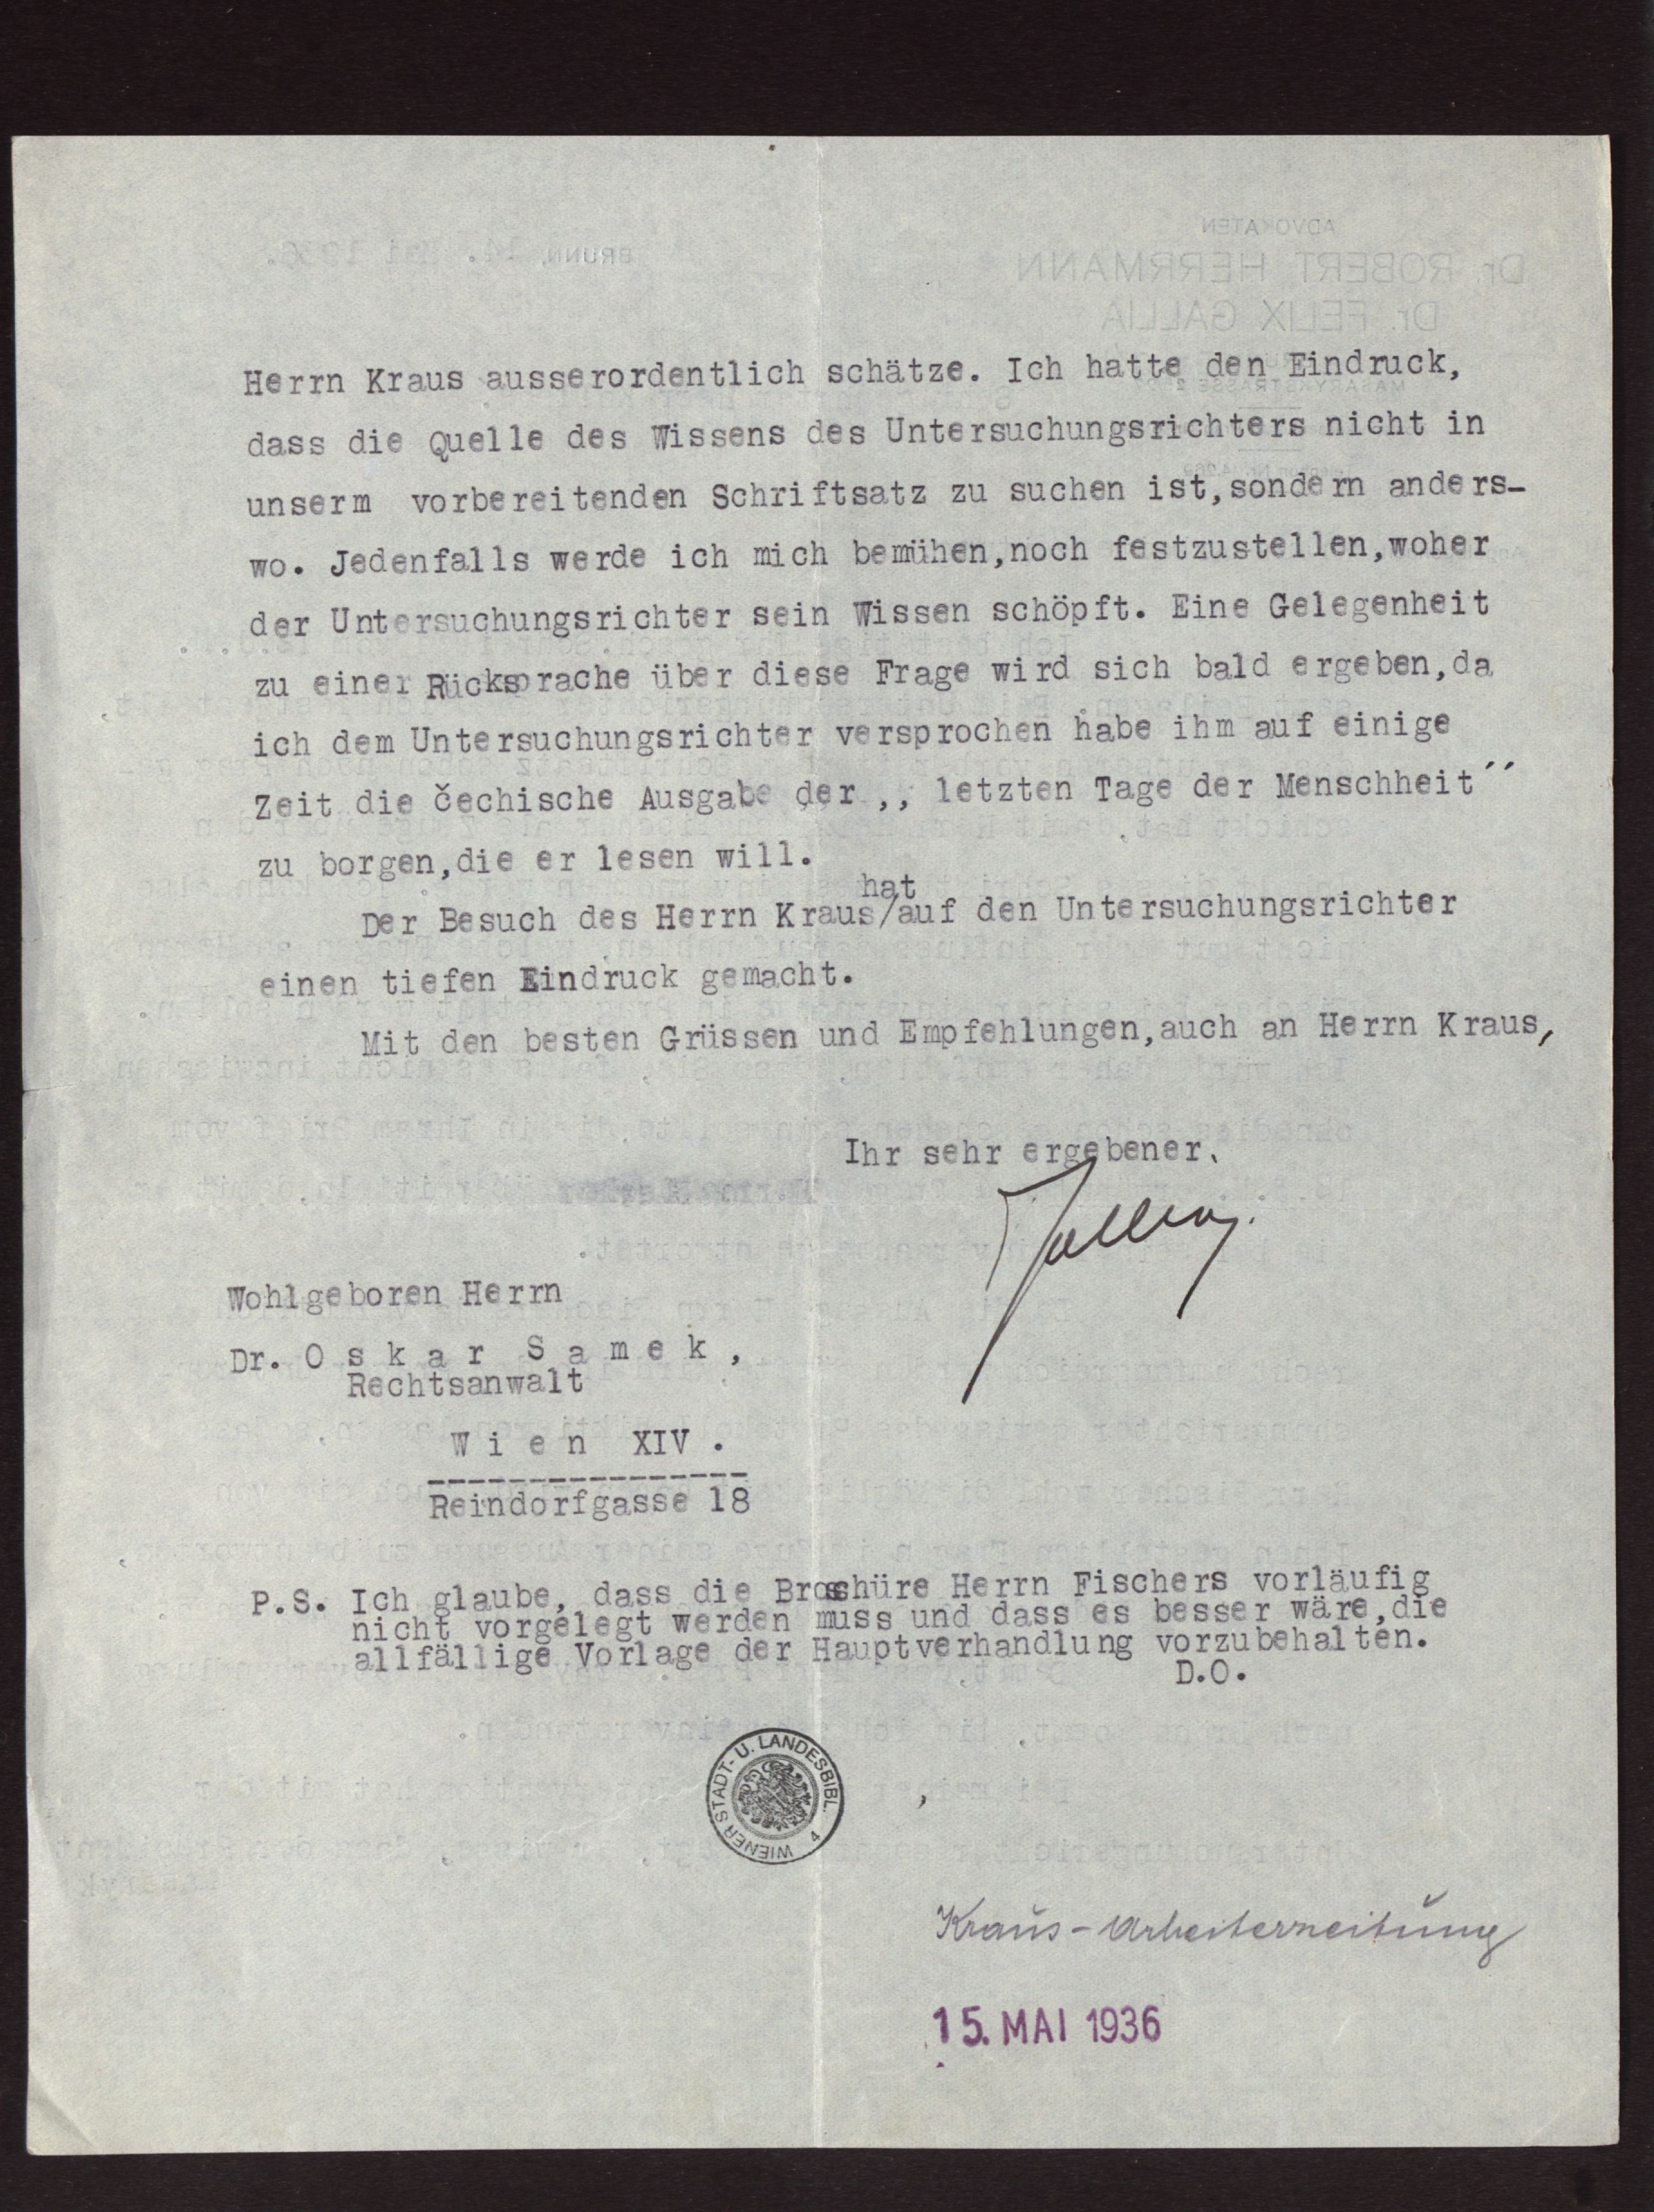 Herrn Kraus ausserordentlich schätze. Ich hatte den Eindruck,
dass die Quelle des Wissens des Untersuchungsrichters nicht in
unserm vorbereitenden Schriftsatz zu suchen ist,sondern anders-
wo. Jedenfalls werde ich mich bemühen,noch festzustellen,woher
der Untersuchungsrichter sein Wissen schöpft. Eine Gelegenheit
zu einer Rücksprache über diese Frage wird sich bald ergeben,da
ich dem Untersuchungsrichter versprochen habe ihm auf einige
Zeit die čechische Ausgabe der ,, letzten Tage der Menschheit´´
zu borgen,die er lesen will.
hat
Der Besuch des Herrn Kraus/auf den Untersuchungsrichter
einen tiefen Eindruck gemacht.
Mit den besten Grüssen und Empfehlungen,auch an Herrn Kraus,
Ihr sehr ergebener.
Wohlgeboren Herrn
Dr. O s k a r S a m e k ,
Rechtsanwalt
W i e n XIV .
Reindorfgasse 18
P.S. Ich glaube, dass die Broschüre Herrn Fischers vorläufig
nicht vorgelegt werden muss und dass es besser wäre,die
allfällige Vorlage der Hauptverhandlung vorzubehalten.
D.O.
WIENER STADT- U. LANDESBIBL. 4
Kraus - Arbeiterzeitung
15. MAI 1936